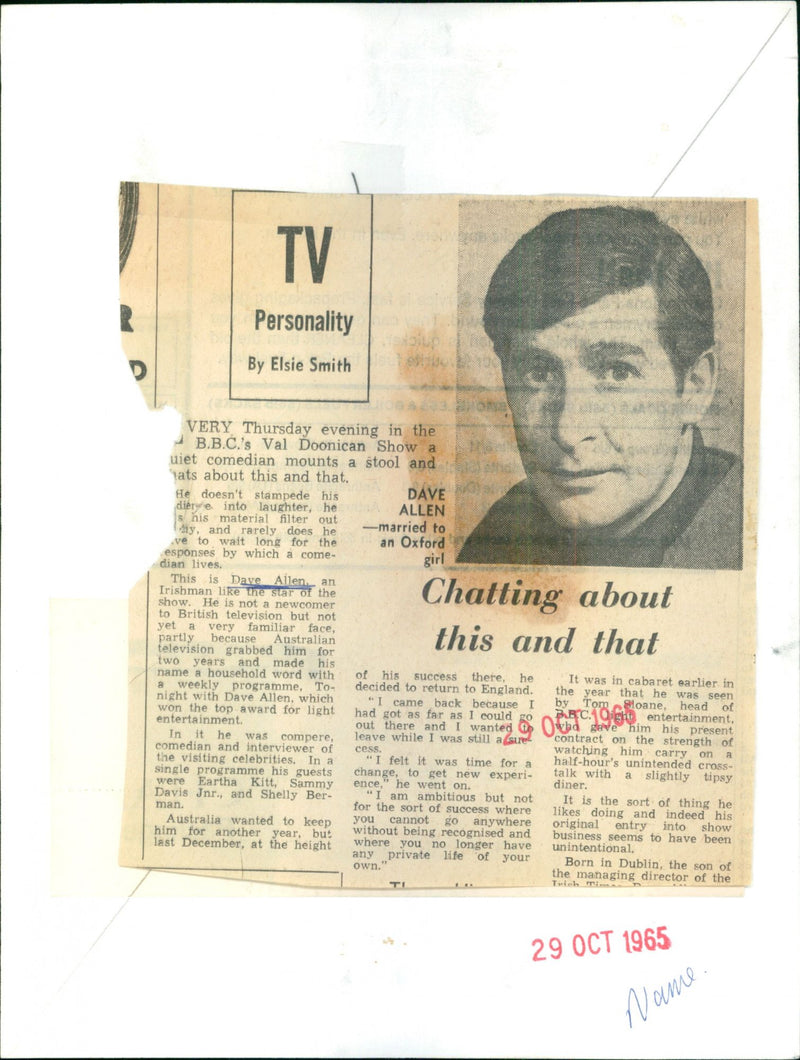 TV
Personality
By Elsie Smith
VERY Thursday evening in the
B.B.C.'s Val Doonican Show a
uiet comedian mounts a stool and
ats about this and that.
He doesn't stampede his
into laughter, he
s his material filter out
and rarely does he
ve to wait long for the
esponses by which a come-
dian lives.
This is Dave Allen, an
Irishman like the star of the
show. He is not a newcomer
to British television but not
yet a very familiar face,
partly because Australian
television grabbed him for
two years and made his
name a household word with
a weekly programme, To-
night with Dave Allen, which
won the top award for light
entertainment.
In it he was compere,
comedian and interviewer of
the visiting celebrities. In a
single programme his guests
were Eartha Kitt, Sammy
Davis Jnr., and Shelly Ber-
man.
Australia wanted to keep
him for another year, but
last December, at the height
DAVE
ALLEN
—married to
an Oxford
girl
Chatting about
this and that
of his success there, he
decided to return to England.
"I came back because I
had got as far as I could go
out there and I wanted to
leave while I was still a suc-
cess.
"I felt it was time for a
change, to get new experi-
ence," he went on.
"I am ambitious but not
for the sort of success where
you cannot go anywhere
without being recognised and
where you no longer have
any private life of your
own."
It was in cabaret earlier in
the year that he was seen
by Tom Sloane, head of
B.B.C. light entertainment,
who gave him his present
contract on the strength of
watching him carry on a
half-hour's unintended cross-
talk with a slightly tipsy
diner.
It is the sort of thing he
likes doing and indeed his
original entry into show
business seems to have been
unintentional.
Born in Dublin, the son of
the managing director of the
Irish Times
29 OCT 1965
R
D
29 OCT 1965
Name.